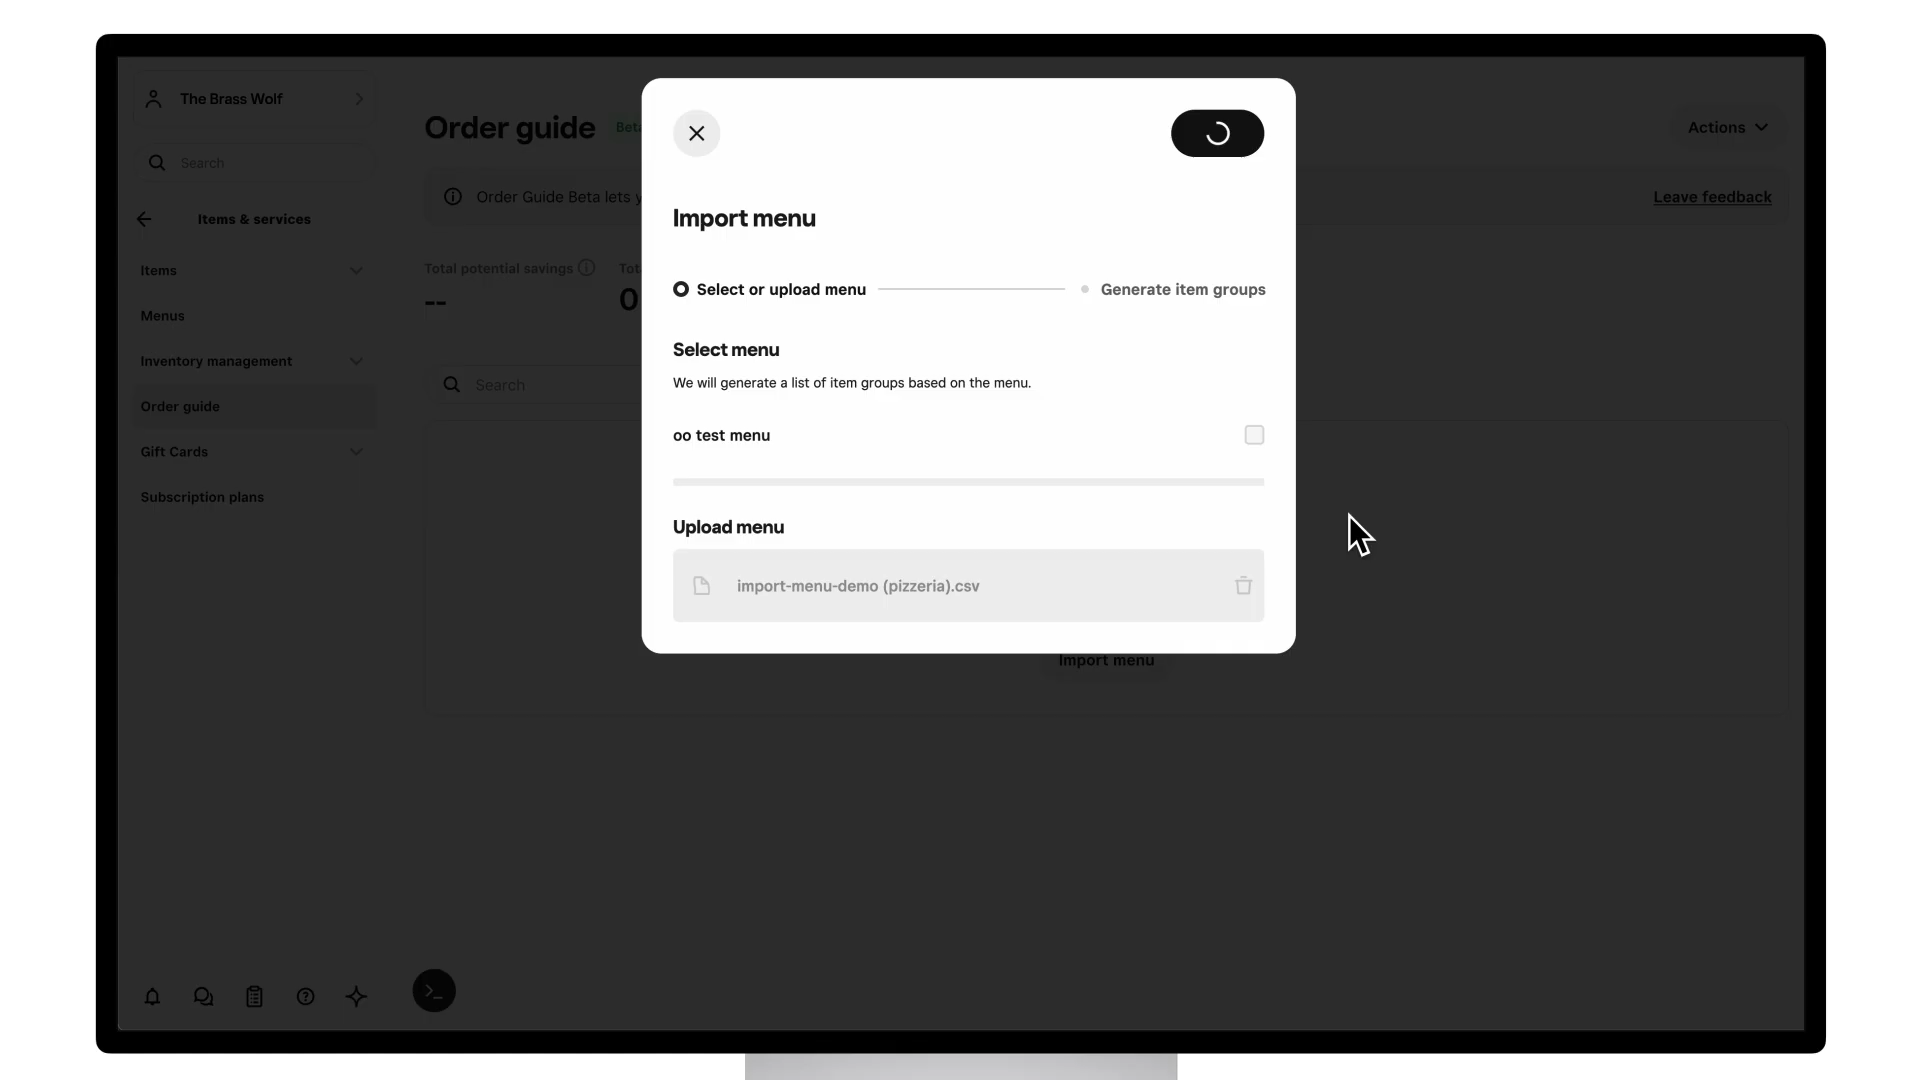 The Brass Wolf
Search
Items & services
Items
Menus
Inventory management
Order guide
Gift Cards
Subscription plans
Order guide
Actions
Order Guide Beta lets
Leave feedback
Total potential savings
--
0
Search
Import menu
Import menu
Select or upload menu
Generate item groups
Select menu
We will generate a list of item groups based on the menu.
oo test menu
Upload menu
import-menu-demo (pizzeria).csv